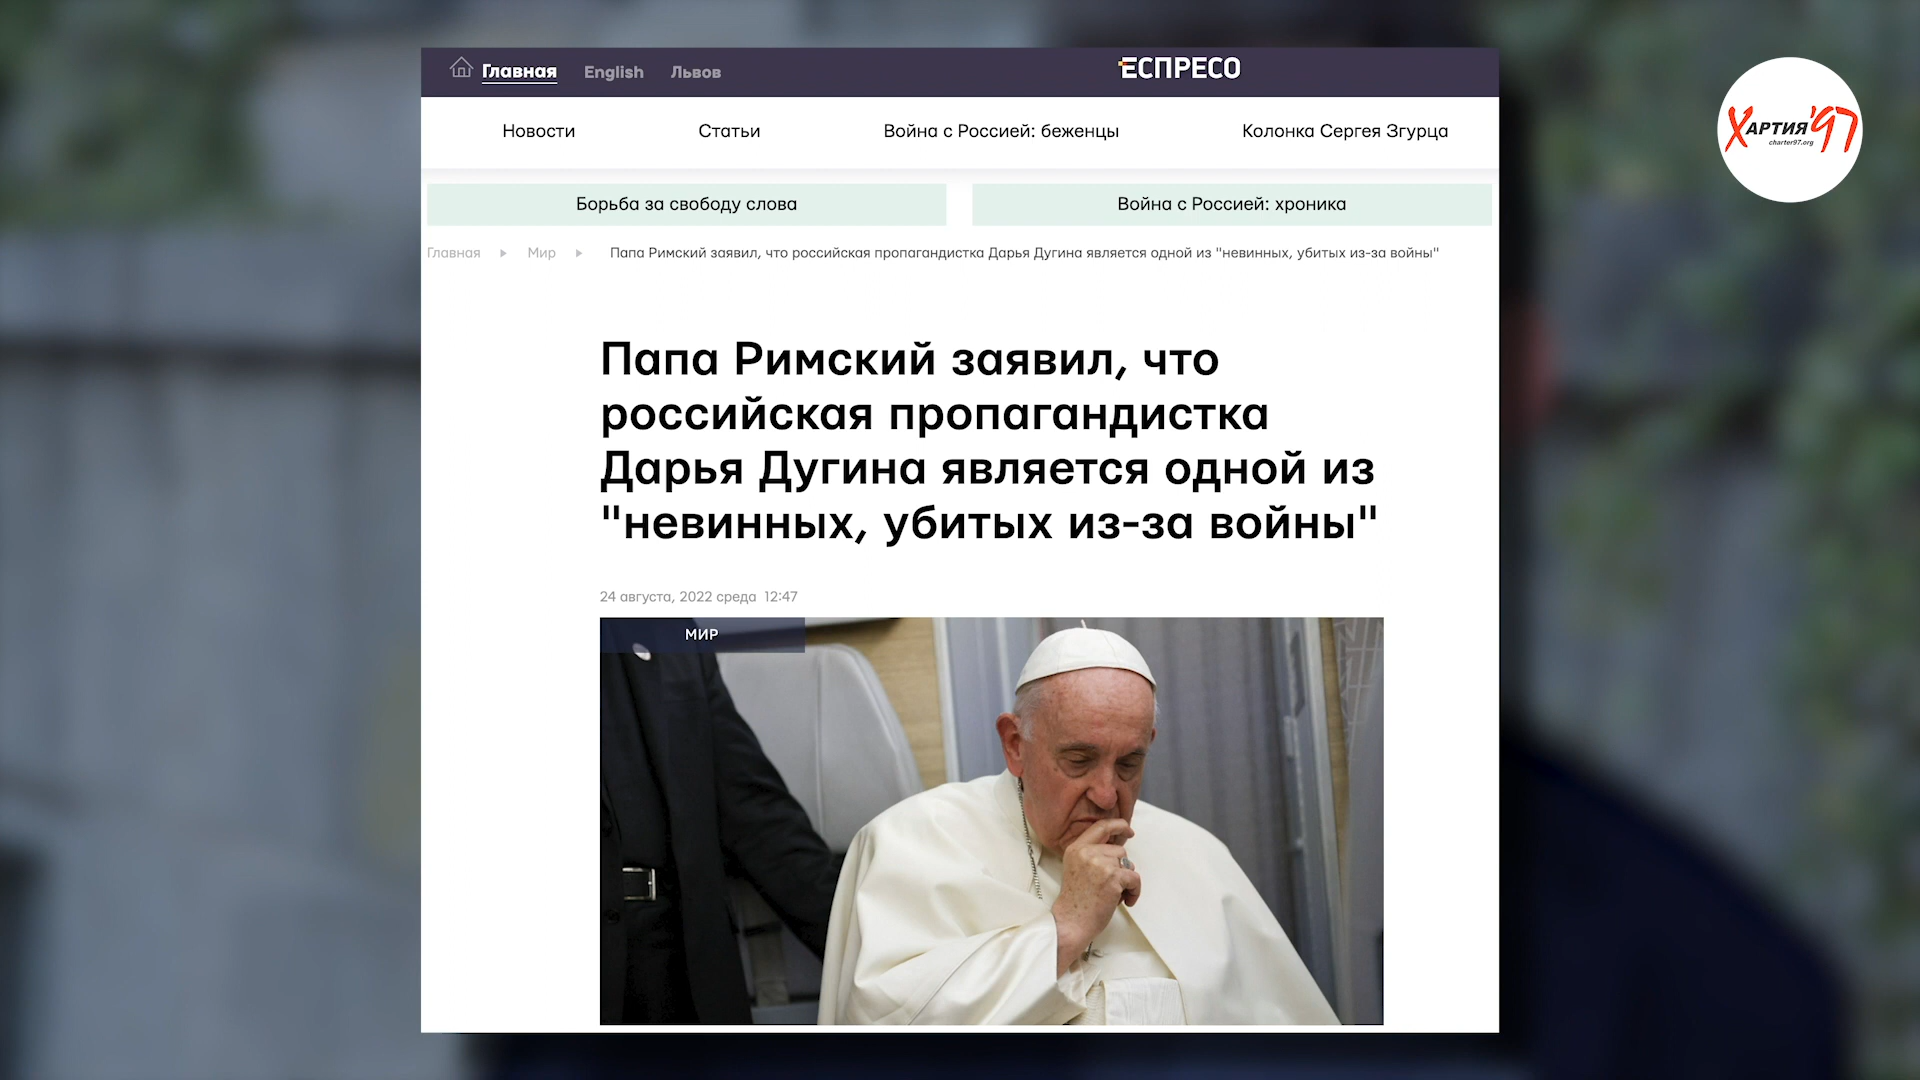 Главная English Львов
ЕСПРЕСО
ХАРТИЯ'97
charter97.org
Новости Статьи Война с Россией: беженцы Колонка Сергея Згурца
Борьба за свободу слова Война с Россией: хроника
Главная Мир Папа Римский заявил, что российская пропагандистка Дарья Дугина является одной из "невинных, убитых из-за войны"
Папа Римский заявил, что
российская пропагандистка
Дарья Дугина является одной из
"невинных, убитых из-за войны"
24 августа, 2022 среда 12:47
МИР